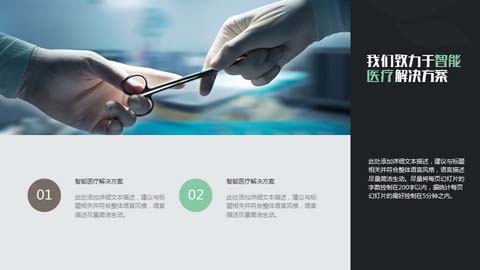 我们致力于智能
医疗解决方案
此处添加详细文本描述，建议与标题
相关并符合整体语言风格，语言描述
尽量简洁生动。尽量将每页幻灯片的
字数控制在200字以内，据统计每页
幻灯片的最好控制在5分钟之内。
01
智能医疗解决方案
此处添加详细文本描述，建议与标
题相关并符合整体语言风格，语言
描述尽量简洁生动。
02
智能医疗解决方案
此处添加详细文本描述，建议与标
题相关并符合整体语言风格，语言
描述尽量简洁生动。